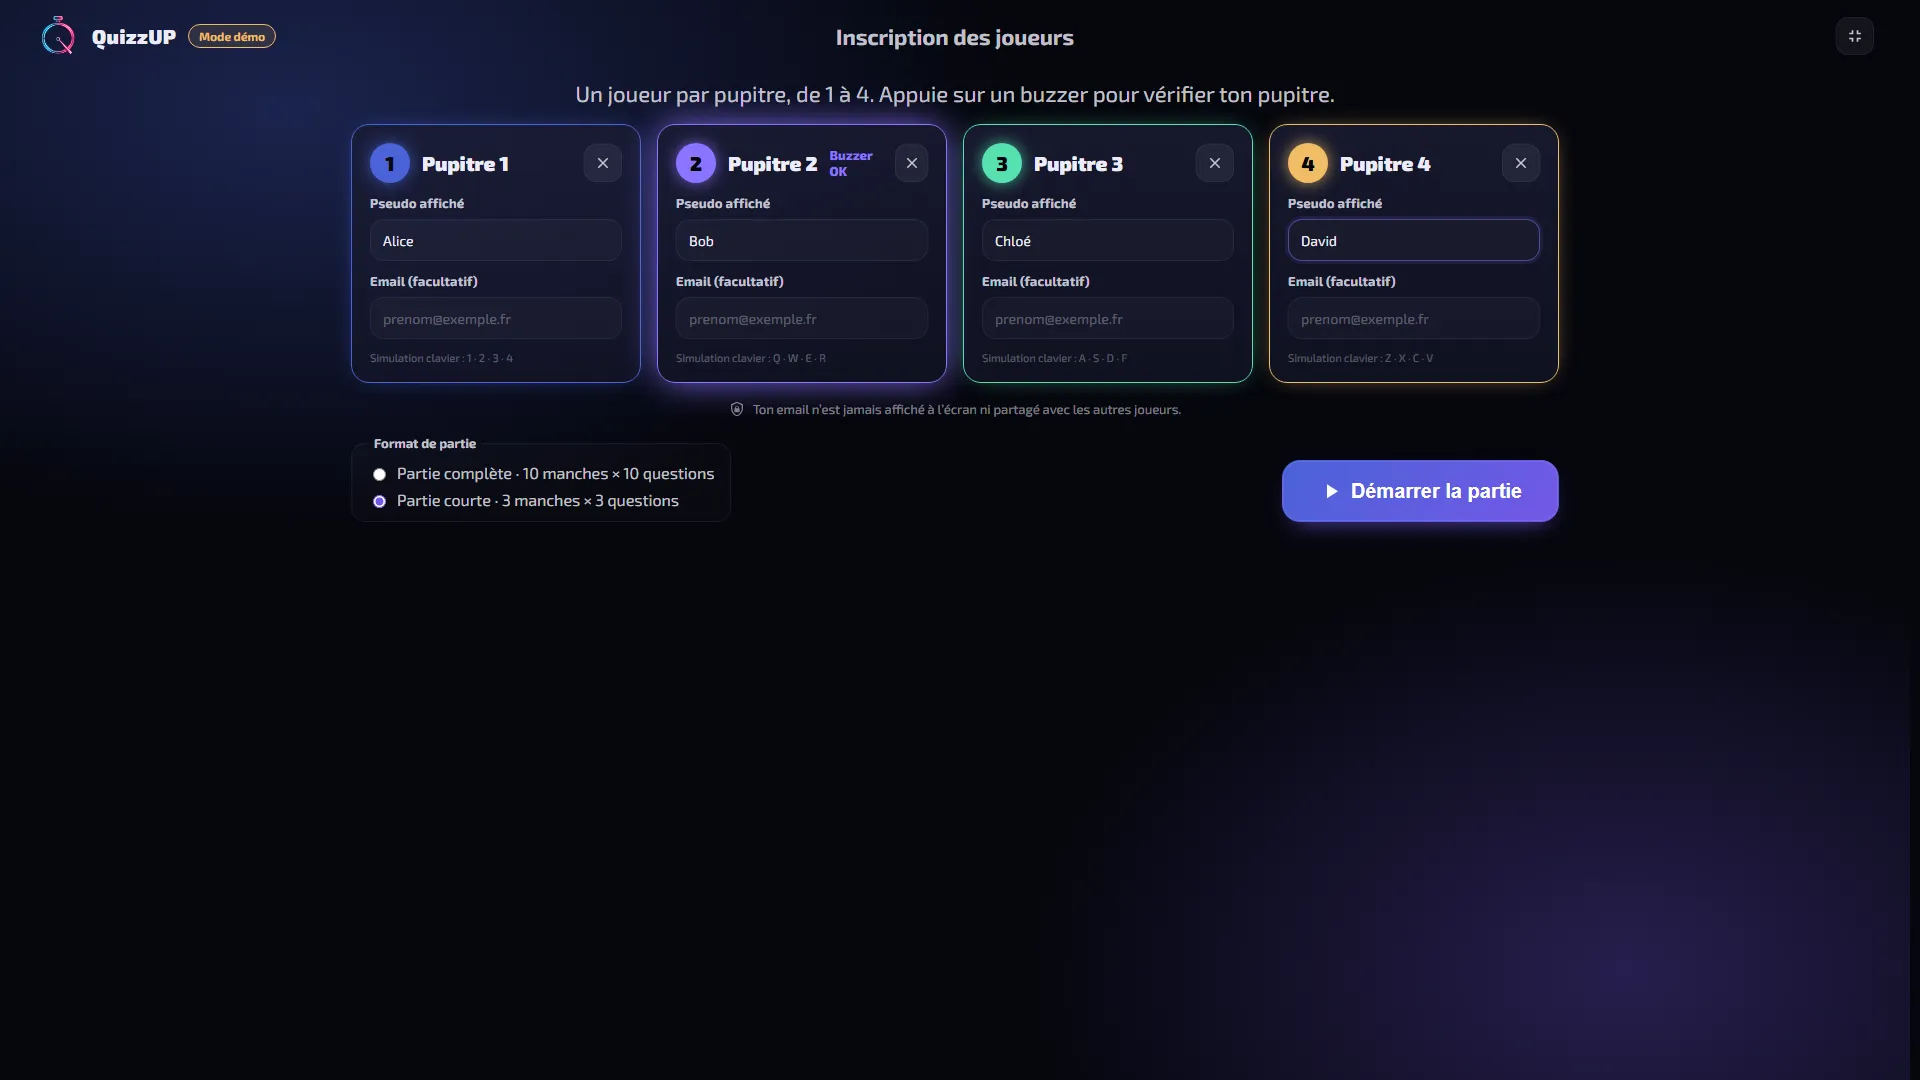 QuizzUP
Mode démo
Inscription des joueurs
Un joueur par pupitre, de 1 à 4. Appuie sur un buzzer pour vérifier ton pupitre.
1
Pupitre 1
Pseudo affiché
Alice
Email (facultatif)
prenom@exemple.fr
Simulation clavier : 1 · 2 · 3 · 4
2
Pupitre 2
Buzzer
OK
Pseudo affiché
Bob
Email (facultatif)
prenom@exemple.fr
Simulation clavier : Q · W · E · R
3
Pupitre 3
Pseudo affiché
Chloé
Email (facultatif)
prenom@exemple.fr
Simulation clavier : A · S · D · F
4
Pupitre 4
Pseudo affiché
David
Email (facultatif)
prenom@exemple.fr
Simulation clavier : Z · X · C · V
Ton email n'est jamais affiché à l'écran ni partagé avec les autres joueurs.
Format de partie
Partie complète · 10 manches × 10 questions
Partie courte · 3 manches × 3 questions
Démarrer la partie